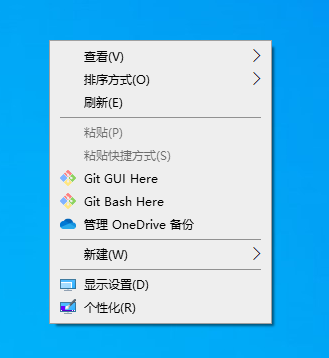 查看(V)
排序方式(O)
刷新(E)
粘贴(P)
粘贴快捷方式(S)
Git GUI Here
Git Bash Here
管理 OneDrive 备份
新建(W)
显示设置(D)
个性化(R)